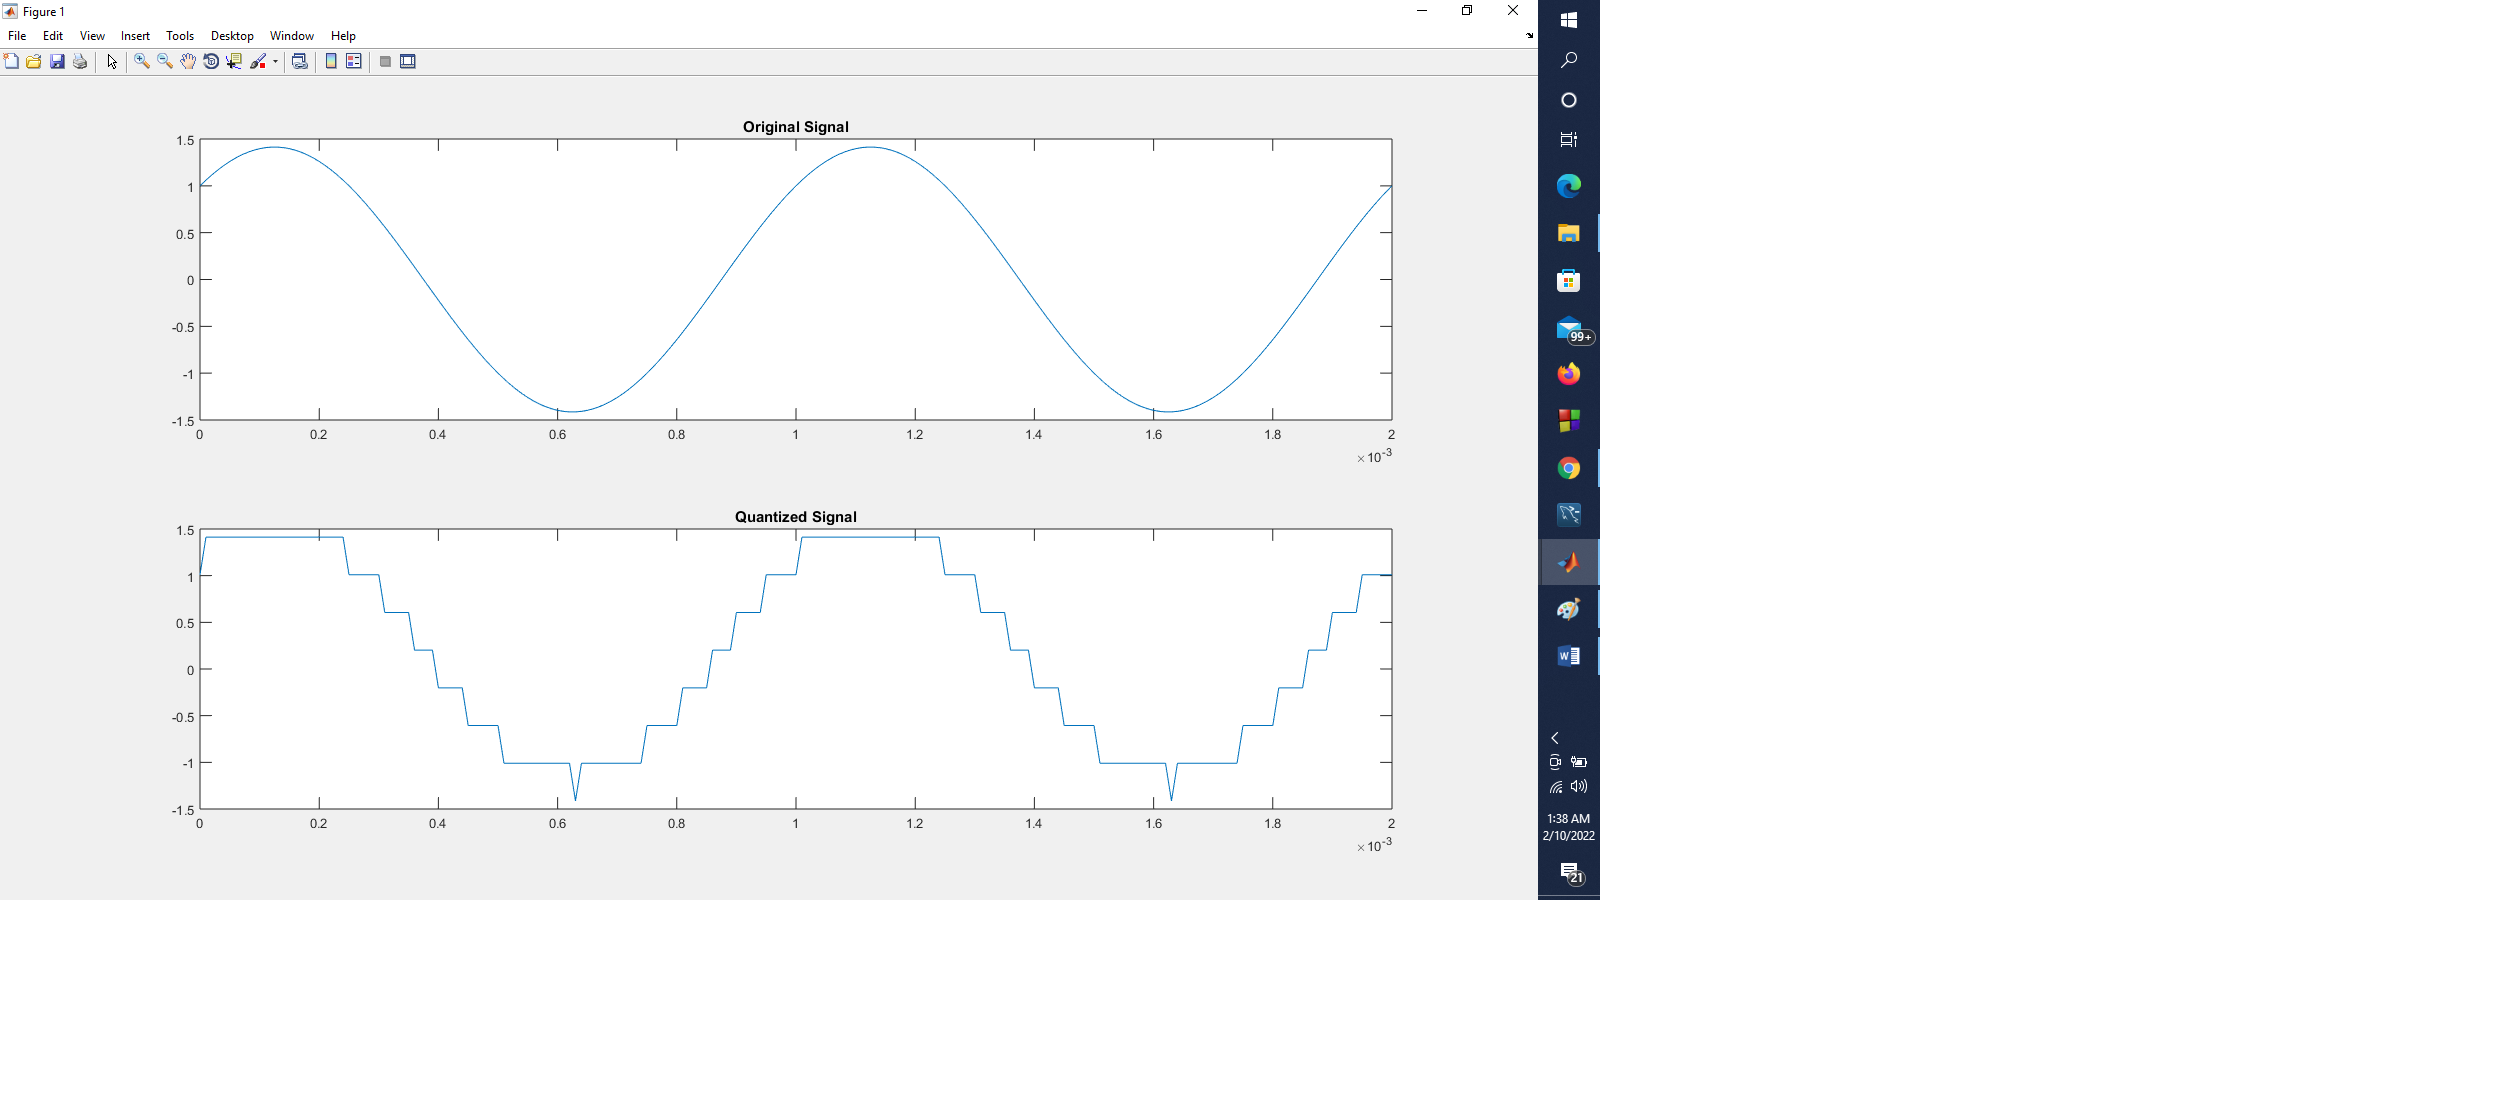 Figure 1
File Edit View Insert Tools Desktop Window Help
Original Signal
1.5
1
0.5
0
-0.5
-1
-1.5
0 0.2 0.4 0.6 0.8 1 1.2 1.4 1.6 1.8 2
×10-3
Quantized Signal
1.5
1
0.5
0
-0.5
-1
-1.5
0 0.2 0.4 0.6 0.8 1 1.2 1.4 1.6 1.8 2
×10-3
99+
W
1:38 AM
2/10/2022
21